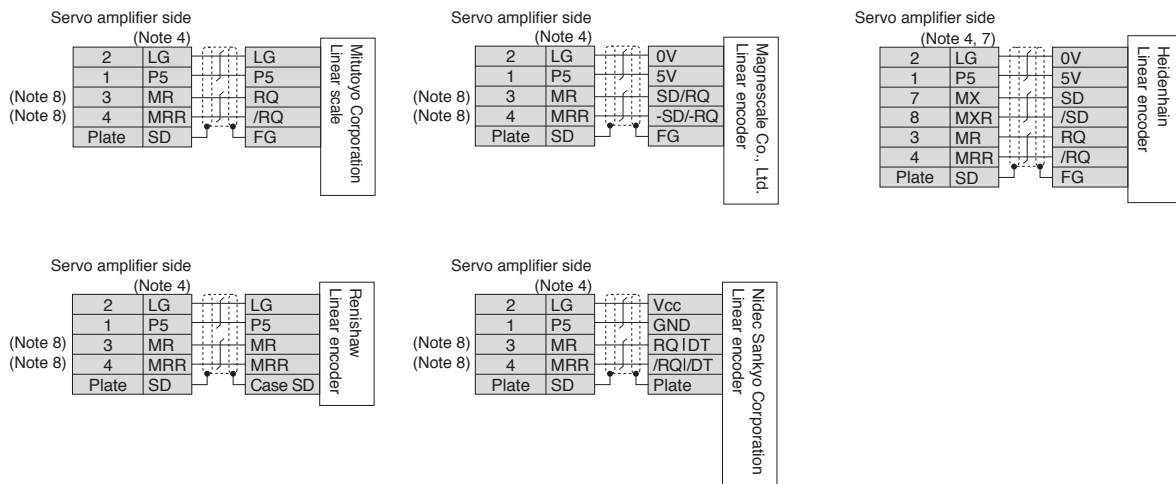 Servo amplifier side
(Note 4)
2 LG LG
1 P5 P5
(Note 8) 3 MR RQ
(Note 8) 4 MRR /RQ
Plate SD FG
Mitutoyo Corporation
Linear scale
Servo amplifier side
(Note 4)
2 LG 0V
1 P5 5V
(Note 8) 3 MR SD/RQ
(Note 8) 4 MRR -SD/-RQ
Plate SD FG
Magnescale Co., Ltd.
Linear encoder
Servo amplifier side
(Note 4, 7)
2 LG 0V
1 P5 5V
7 MX SD
8 MXR /SD
3 MR RQ
4 MRR /RQ
Plate SD FG
Heidenhain
Linear encoder
Servo amplifier side
(Note 4)
2 LG LG
1 P5 P5
(Note 8) 3 MR MR
(Note 8) 4 MRR MRR
Plate SD Case SD
Renishaw
Linear encoder
Servo amplifier side
(Note 4)
2 LG Vcc
1 P5 GND
(Note 8) 3 MR RQ|DT
(Note 8) 4 MRR /RQ|/DT
Plate SD Plate
Nidec Sankyo Corporation
Linear encoder